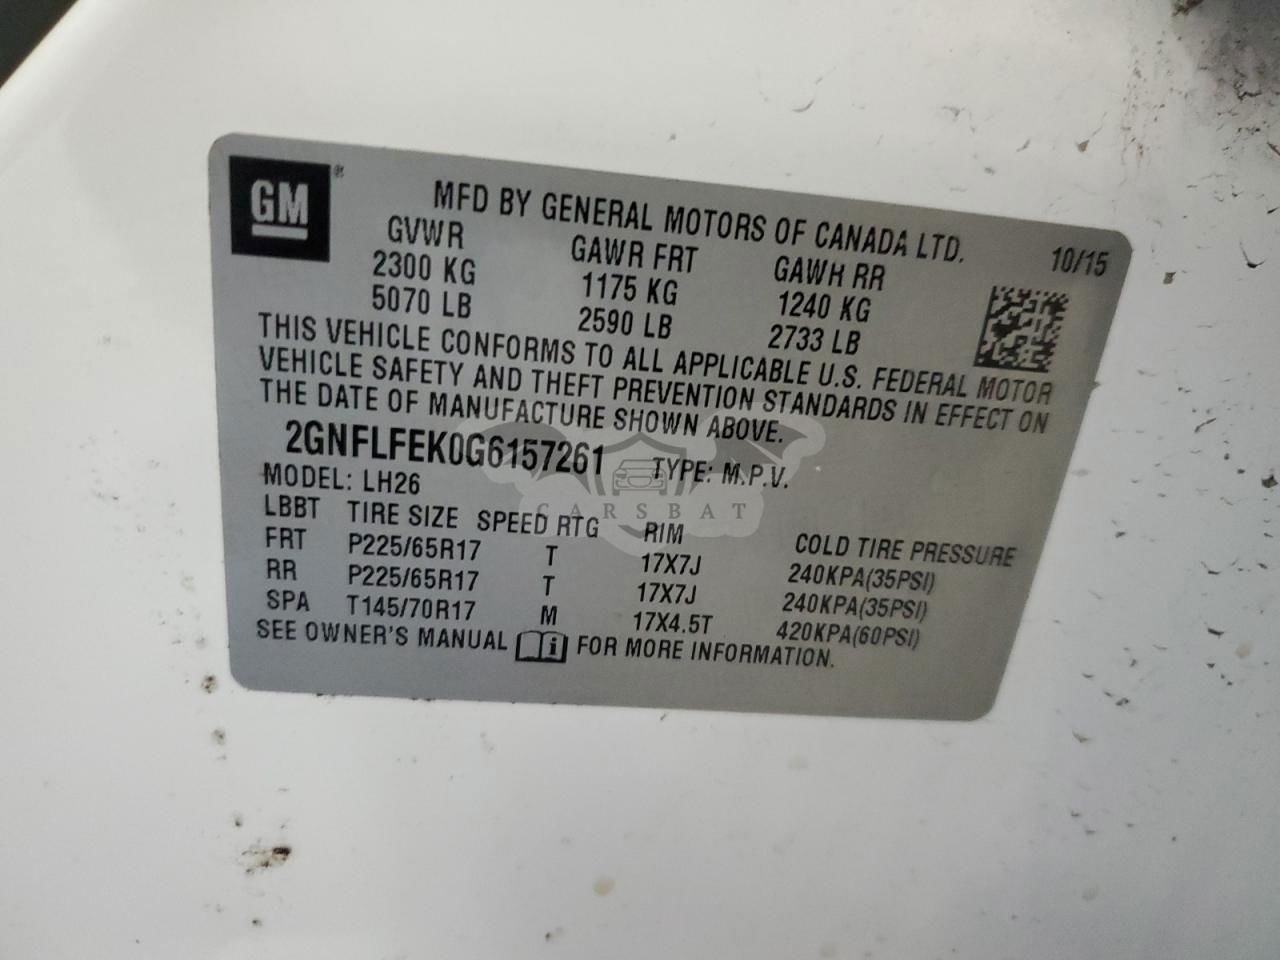 GM ®
MFD BY GENERAL MOTORS OF CANADA LTD.
10/15
GVWR GAWR FRT GAWR RR
2300 KG 1175 KG 1240 KG
5070 LB 2590 LB 2733 LB
THIS VEHICLE CONFORMS TO ALL APPLICABLE U.S. FEDERAL MOTOR
VEHICLE SAFETY AND THEFT PREVENTION STANDARDS IN EFFECT ON
THE DATE OF MANUFACTURE SHOWN ABOVE.
2GNFLFEK0G6157261 TYPE: M.P.V.
MODEL: LH26
LBBT TIRE SIZE SPEED RTG RIM COLD TIRE PRESSURE
FRT P225/65R17 T 17X7J 240KPA(35PSI)
RR P225/65R17 T 17X7J 240KPA(35PSI)
SPA T145/70R17 M 17X4.5T 420KPA(60PSI)
SEE OWNER'S MANUAL i FOR MORE INFORMATION.
CARSBAT